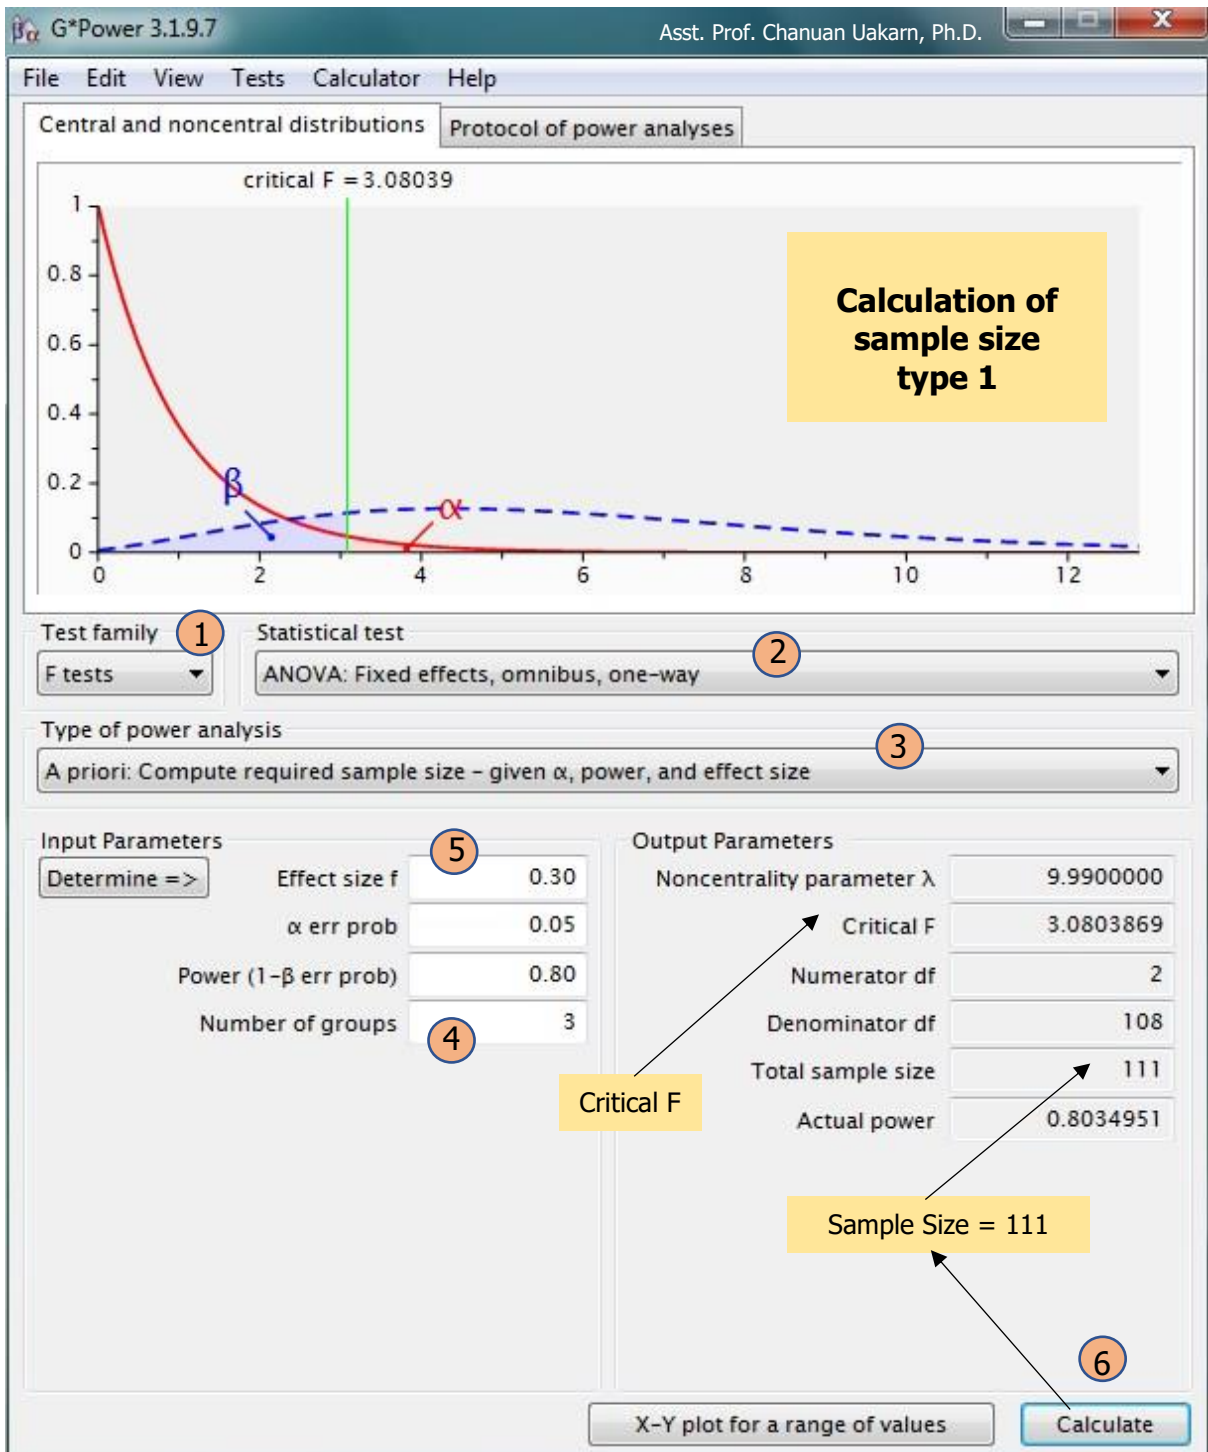 βα G*Power 3.1.9.7
Asst. Prof. Chanuan Uakarn, Ph.D.
X
File Edit View Tests Calculator Help
Central and noncentral distributions
Protocol of power analyses
critical F = 3.08039
1
0.8
0.6
0.4
0.2
0
β
α
0 2 4 6 8 10 12
Calculation of
sample size
type 1
Test family
1
Statistical test
2
F tests
ANOVA: Fixed effects, omnibus, one-way
Type of power analysis
3
A priori: Compute required sample size - given α, power, and effect size
Input Parameters
5
Determine =>
Effect size f 0.30
α err prob 0.05
Power (1-β err prob) 0.80
Number of groups 3
4
Output Parameters
Noncentrality parameter λ 9.9900000
Critical F 3.0803869
Numerator df 2
Denominator df 108
Total sample size 111
Actual power 0.8034951
Critical F
Sample Size = 111
6
X-Y plot for a range of values
Calculate